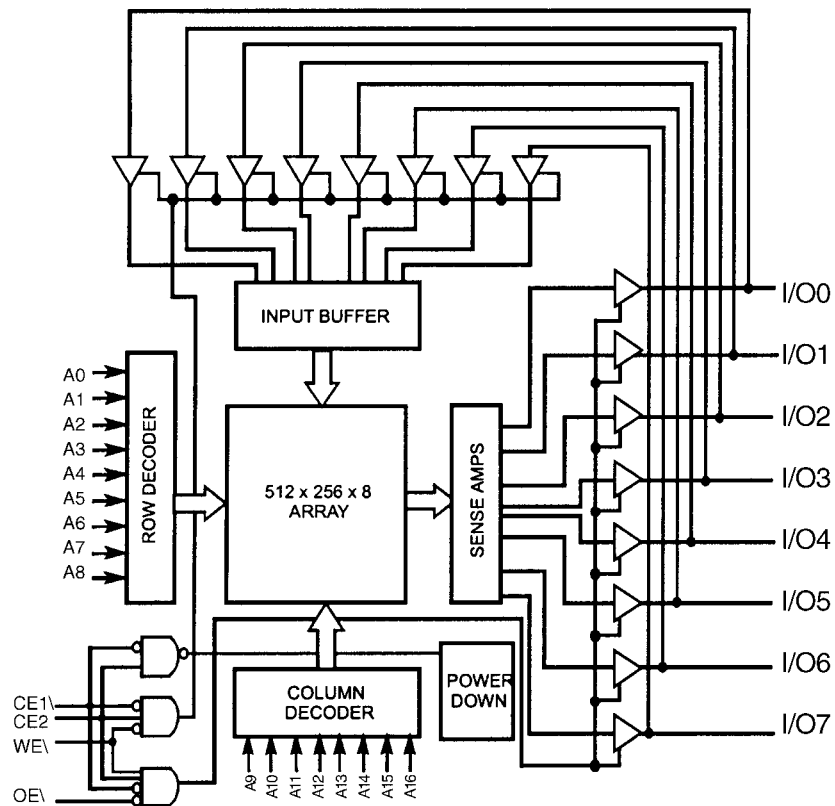 INPUT BUFFER
I/O0
I/O1
I/O2
I/O3
I/O4
I/O5
I/O6
I/O7
A0
A1
A2
A3
A4
A5
A6
A7
A8
ROW DECODER
512 x 256 x 8
ARRAY
SENSE AMPS
COLUMN
DECODER
POWER
DOWN
CE1\
CE2
WE\
OE\
A9
A10
A11
A12
A13
A14
A15
A16